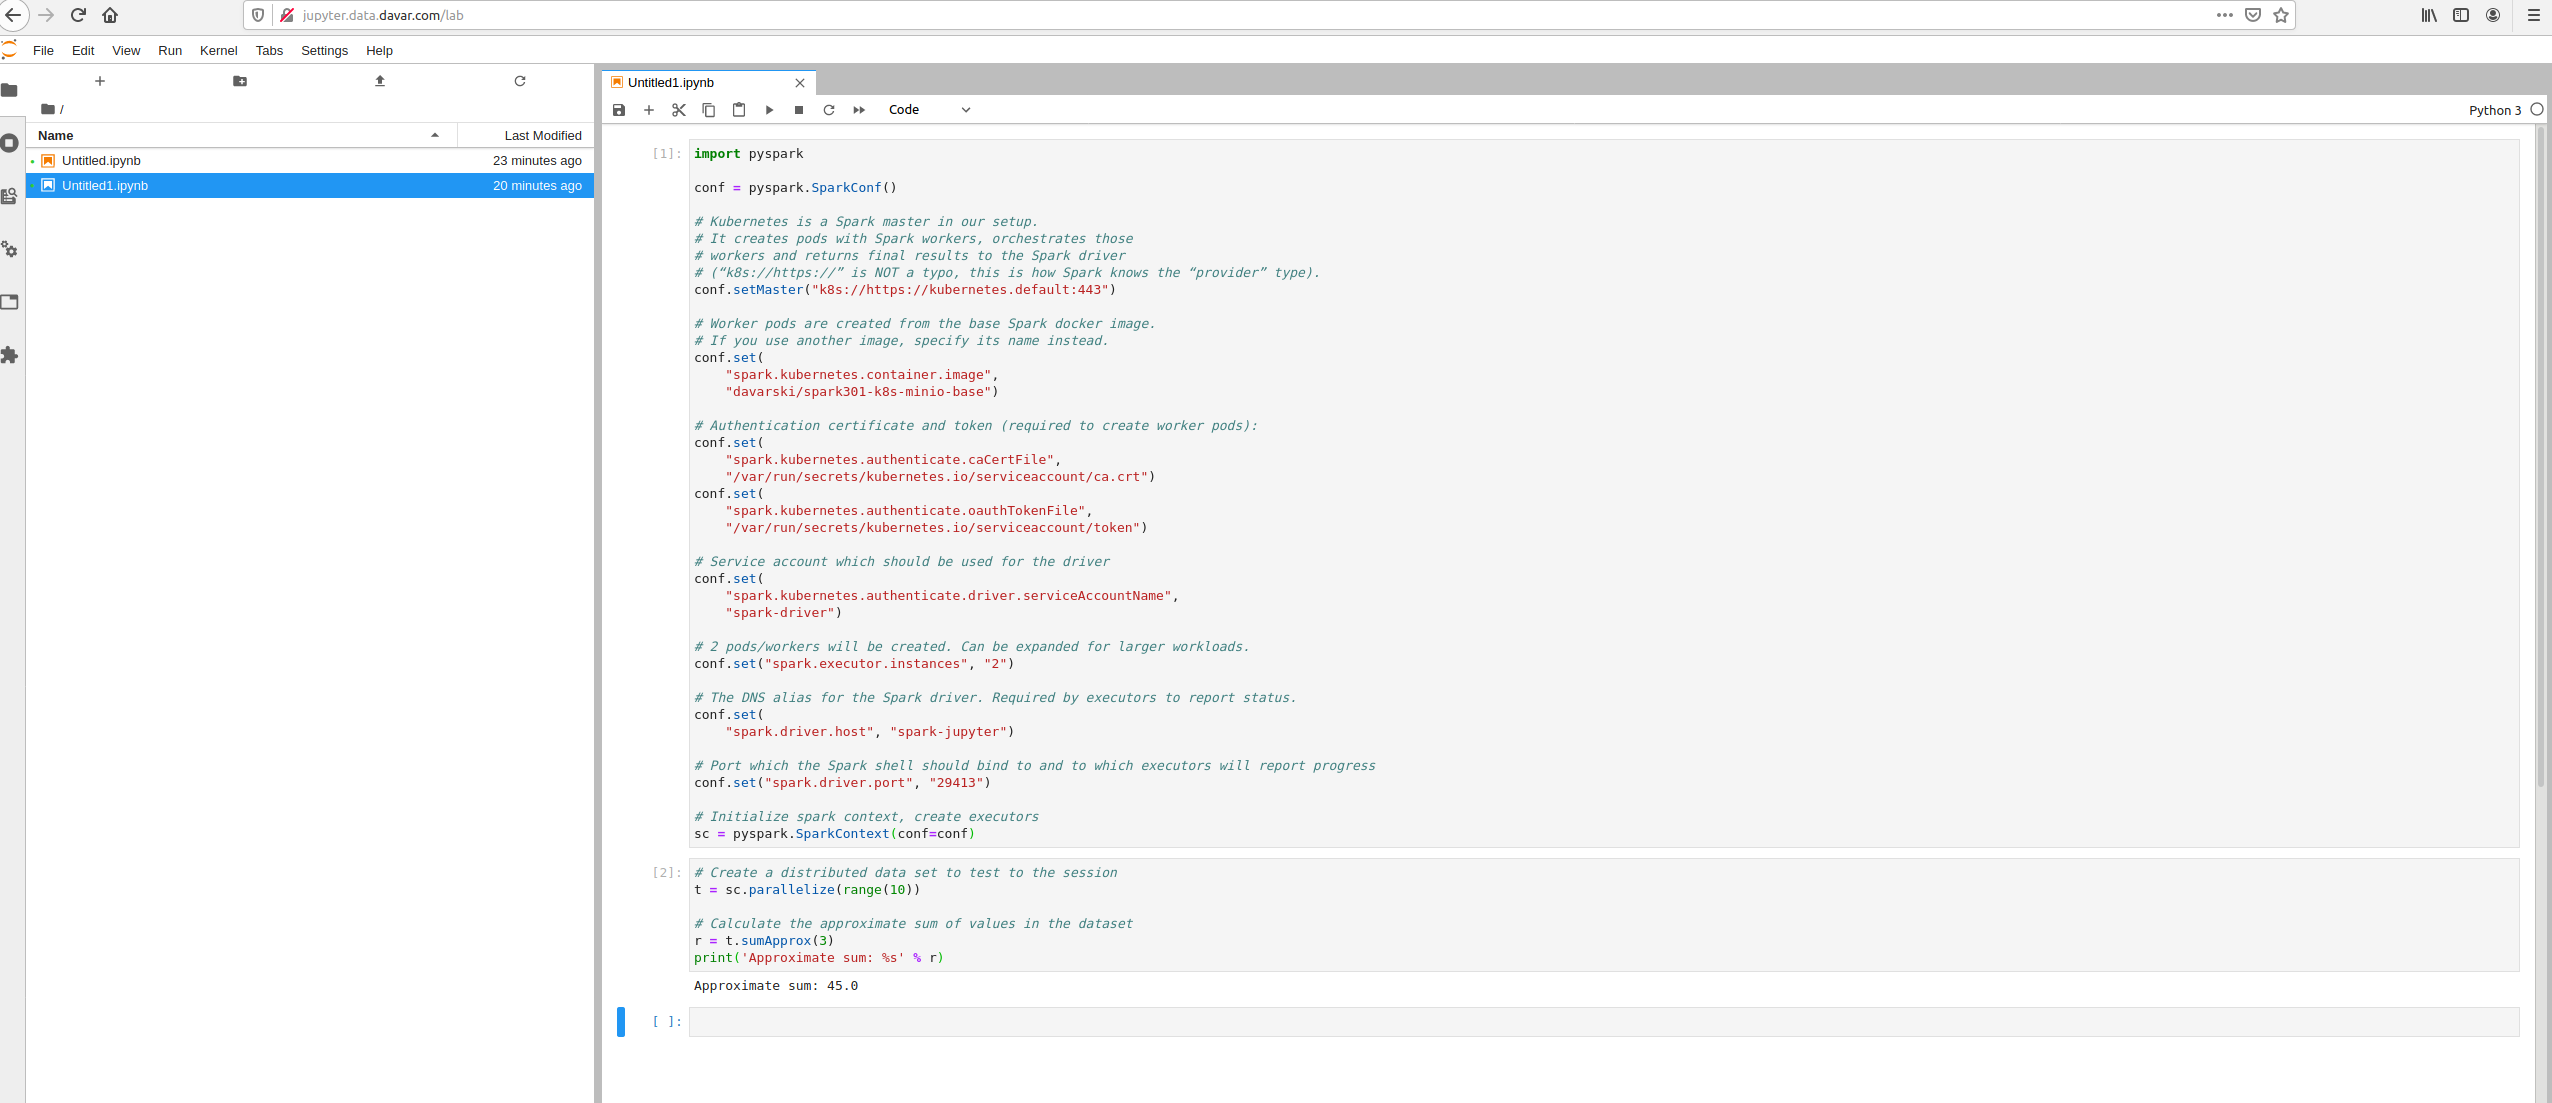 jupyter.data.davar.com/lab
File Edit View Run Kernel Tabs Settings Help
/
Name Last Modified
Untitled.ipynb 23 minutes ago
Untitled1.ipynb 20 minutes ago
Untitled1.ipynb
Code
Python 3
[1]:
import pyspark
conf = pyspark.SparkConf()
# Kubernetes is a Spark master in our setup.
# It creates pods with Spark workers, orchestrates those
# workers and returns final results to the Spark driver
# (“k8s://https://” is NOT a typo, this is how Spark knows the “provider” type).
conf.setMaster("k8s://https://kubernetes.default:443")
# Worker pods are created from the base Spark docker image.
# If you use another image, specify its name instead.
conf.set(
    "spark.kubernetes.container.image",
    "davarski/spark301-k8s-minio-base")
# Authentication certificate and token (required to create worker pods):
conf.set(
    "spark.kubernetes.authenticate.caCertFile",
    "/var/run/secrets/kubernetes.io/serviceaccount/ca.crt")
conf.set(
    "spark.kubernetes.authenticate.oauthTokenFile",
    "/var/run/secrets/kubernetes.io/serviceaccount/token")
# Service account which should be used for the driver
conf.set(
    "spark.kubernetes.authenticate.driver.serviceAccountName",
    "spark-driver")
# 2 pods/workers will be created. Can be expanded for larger workloads.
conf.set("spark.executor.instances", "2")
# The DNS alias for the Spark driver. Required by executors to report status.
conf.set(
    "spark.driver.host", "spark-jupyter")
# Port which the Spark shell should bind to and to which executors will report progress
conf.set("spark.driver.port", "29413")
# Initialize spark context, create executors
sc = pyspark.SparkContext(conf=conf)
[2]:
# Create a distributed data set to test to the session
t = sc.parallelize(range(10))
# Calculate the approximate sum of values in the dataset
r = t.sumApprox(3)
print('Approximate sum: %s' % r)
Approximate sum: 45.0
[ ]: